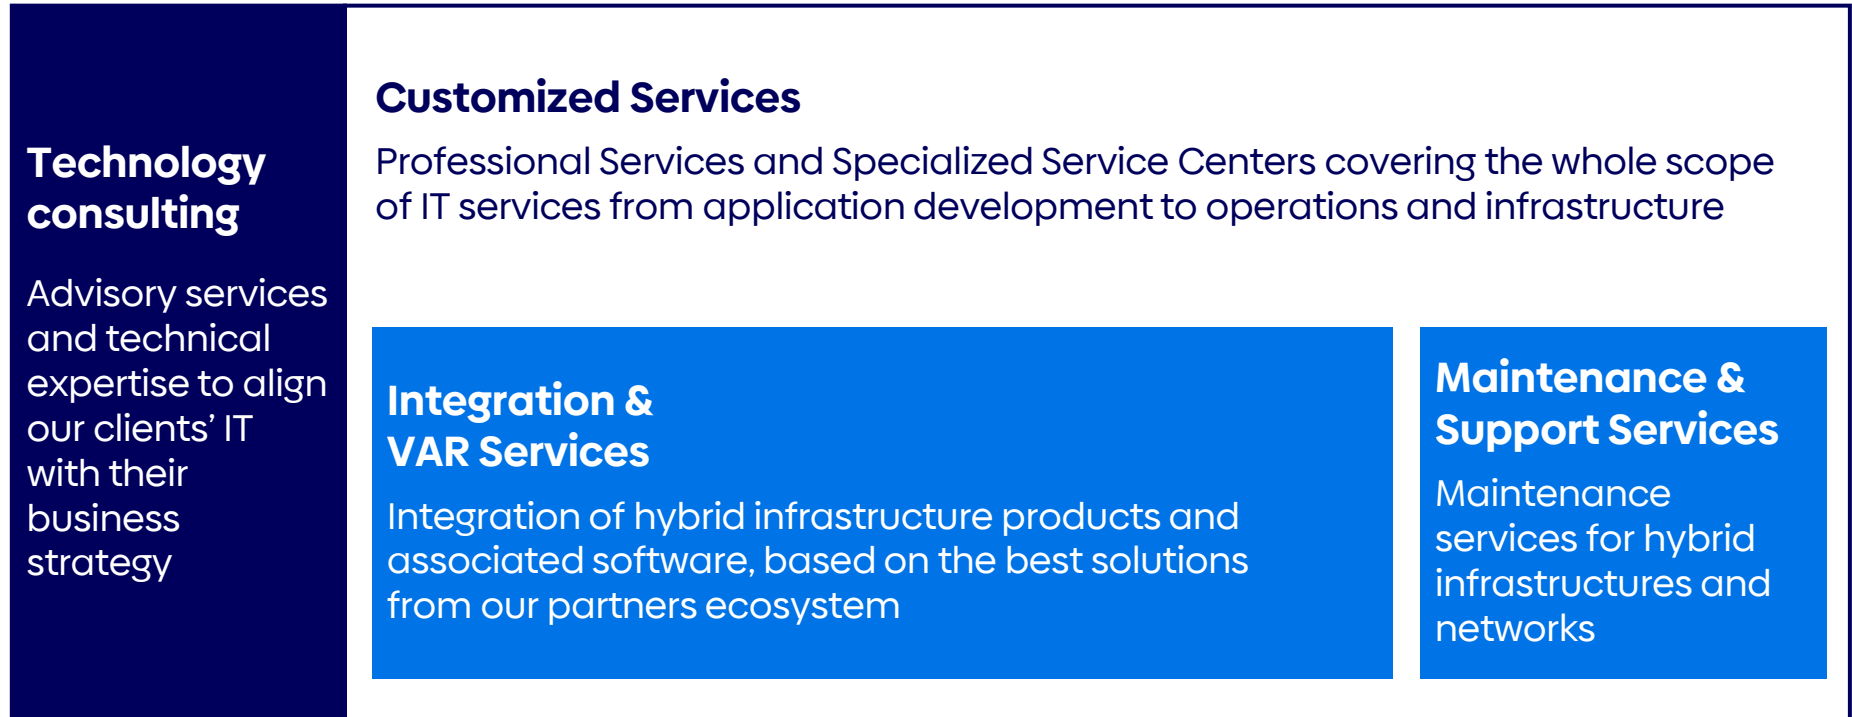 Technology
consulting
Advisory services
and technical
expertise to align
our clients’ IT
with their
business
strategy
Customized Services
Professional Services and Specialized Service Centers covering the whole scope
of IT services from application development to operations and infrastructure
Integration &
VAR Services
Integration of hybrid infrastructure products and
associated software, based on the best solutions
from our partners ecosystem
Maintenance &
Support Services
Maintenance
services for hybrid
infrastructures and
networks